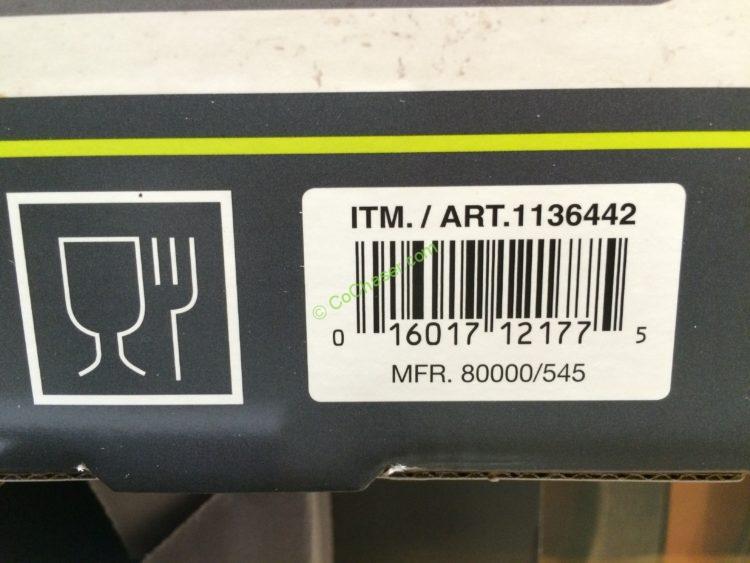 ITM. / ART.1136442
© CoChaser.com
0 16017 12177 5
MFR. 80000/545